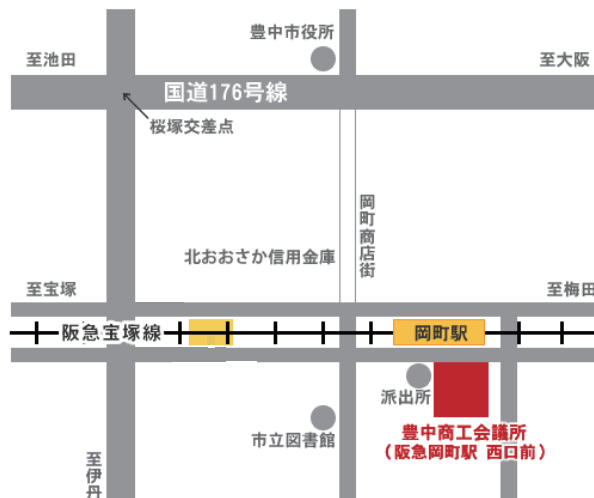 豊中市役所
至池田
至大阪
国道176号線
桜塚交差点
岡町商店街
北おおさか信用金庫
至宝塚
至梅田
阪急宝塚線
岡町駅
派出所
市立図書館
豊中商工会議所
（阪急岡町駅 西口前）
至伊丹